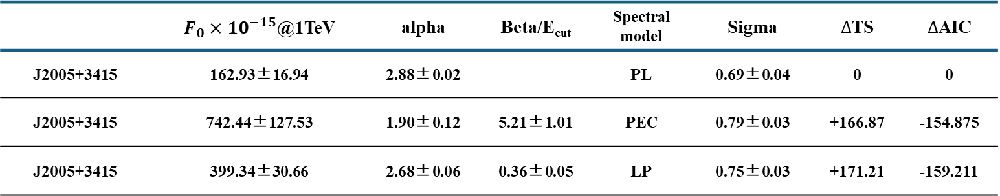 F₀ × 10⁻¹⁵@1TeV alpha Beta/E_cut Spectral model Sigma ΔTS ΔAIC
J2005+3415 162.93±16.94 2.88±0.02 PL 0.69±0.04 0 0
J2005+3415 742.44±127.53 1.90±0.12 5.21±1.01 PEC 0.79±0.03 +166.87 -154.875
J2005+3415 399.34±30.66 2.68±0.06 0.36±0.05 LP 0.75±0.03 +171.21 -159.211